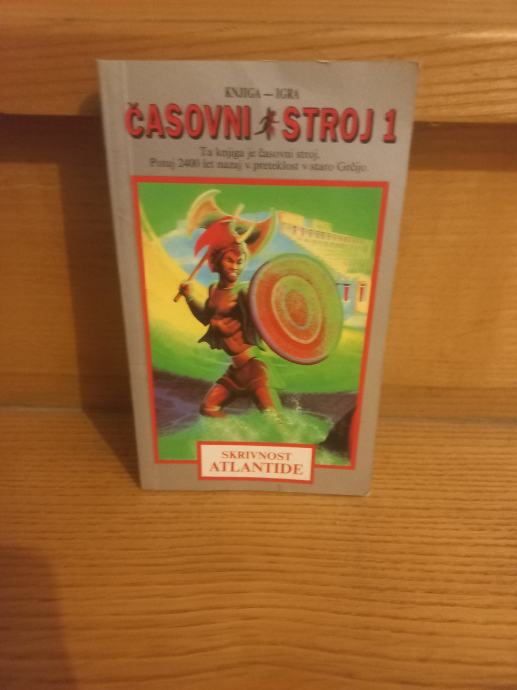 KNJIGA — IGRA
ČASOVNI STROJ 1
Ta knjiga je časovni stroj.
Potuj 2400 let nazaj v preteklost v staro Grčijo.
SKRIVNOST
ATLANTIDE